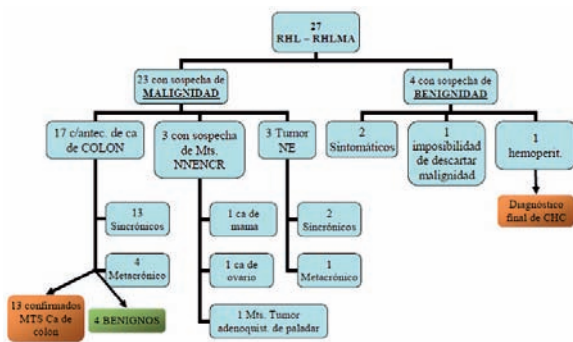 27
RHL – RHLMA
23 con sospecha de
MALIGNIDAD
4 con sospecha de
BENIGNIDAD
17 c/antec. de ca
de COLON
3 con sospecha
de Mts.
NNENCR
3 Tumor
NE
2
Sintomáticos
1
imposibilidad
de descartar
malignidad
1
hemoperit.
13
Sincrónicos
4
Metacrónico
1 ca de
mama
1 ca de
ovario
1 Mts. Tumor
adenoquist. de paladar
2
Sincrónicos
1
Metacrónico
Diagnóstico
final de CHC
13 confirmados
MTS Ca de
colon
4 BENIGNOS